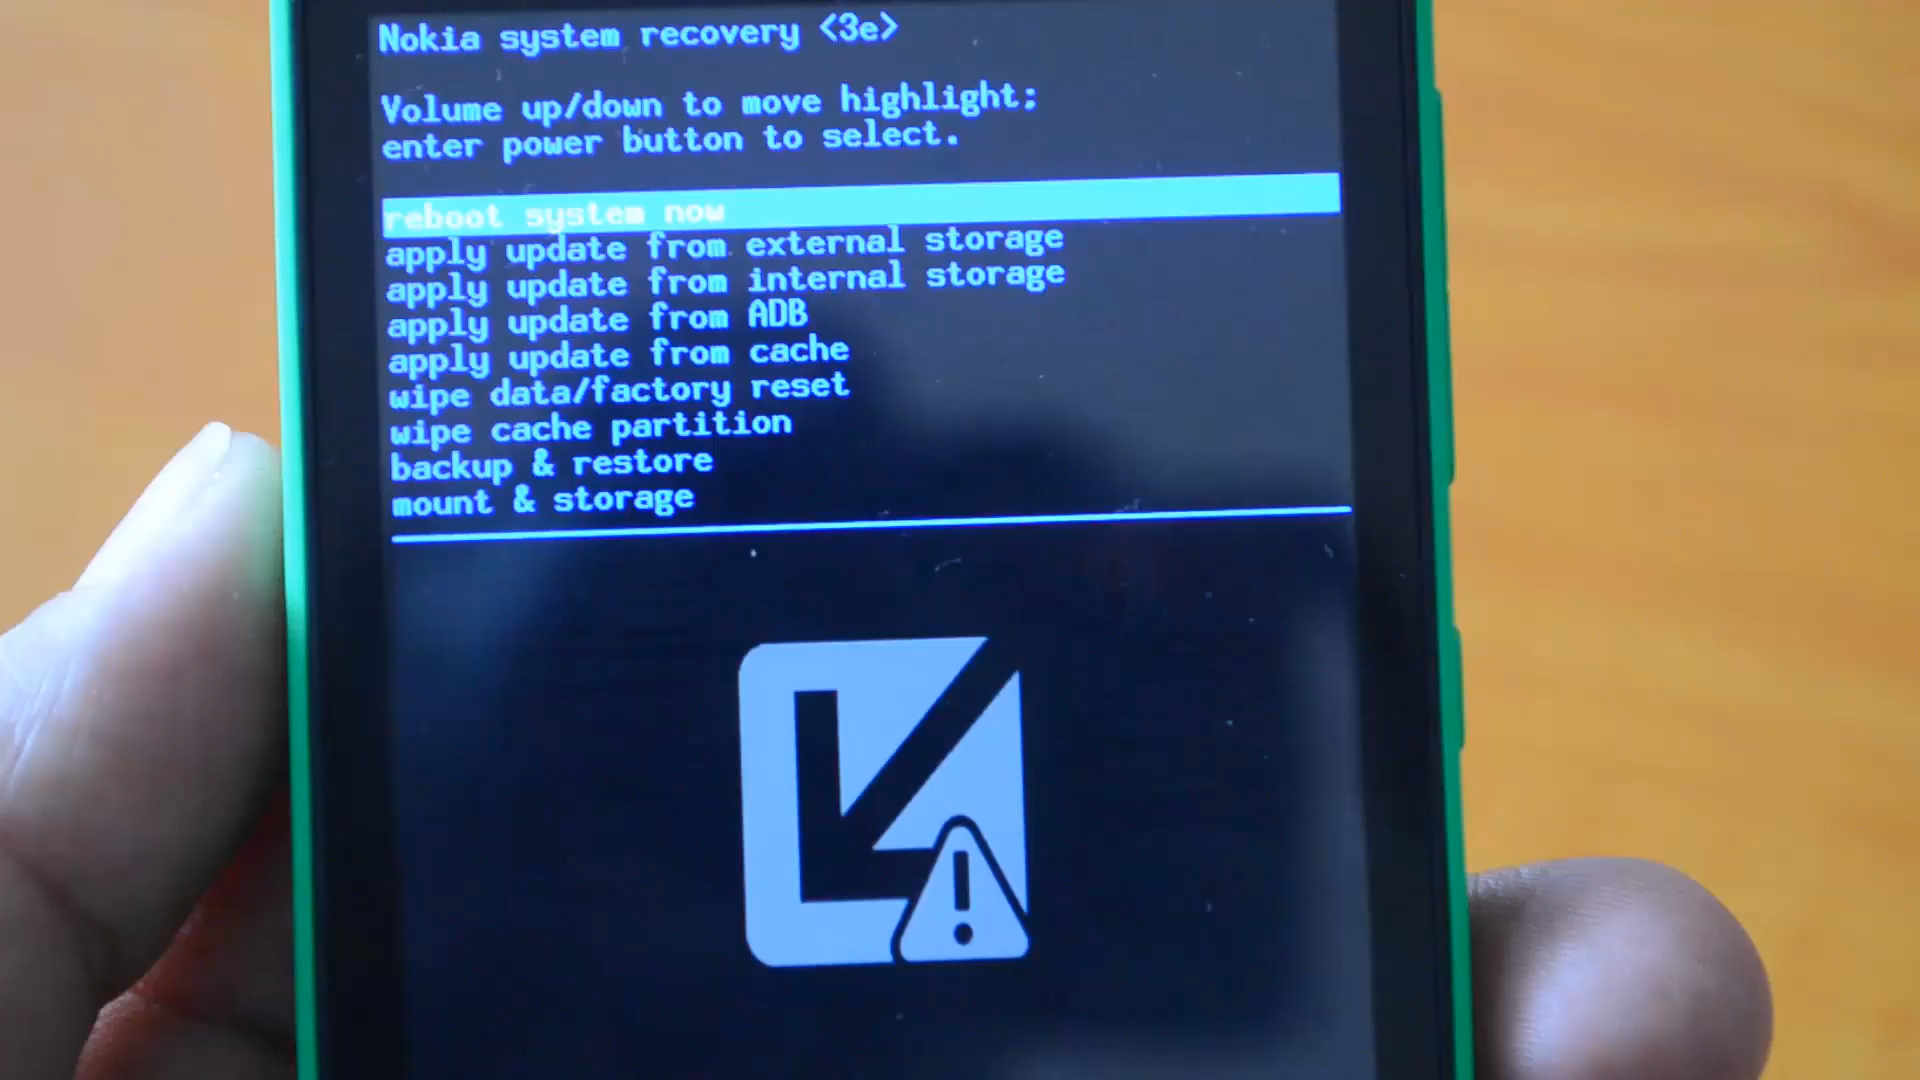 Nokia system recovery <3e>
Volume up/down to move highlight;
enter power button to select.
reboot system now
apply update from external storage
apply update from internal storage
apply update from ADB
apply update from cache
wipe data/factory reset
wipe cache partition
backup & restore
mount & storage